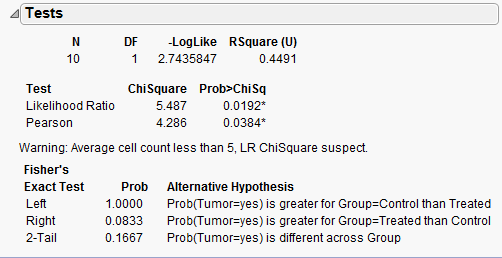 Tests
N DF -LogLike RSquare (U)
10 1 2.7435847 0.4491
Test ChiSquare Prob>ChiSq
Likelihood Ratio 5.487 0.0192*
Pearson 4.286 0.0384*
Warning: Average cell count less than 5, LR ChiSquare suspect.
Fisher's
Exact Test Prob Alternative Hypothesis
Left 1.0000 Prob(Tumor=yes) is greater for Group=Control than Treated
Right 0.0833 Prob(Tumor=yes) is greater for Group=Treated than Control
2-Tail 0.1667 Prob(Tumor=yes) is different across Group